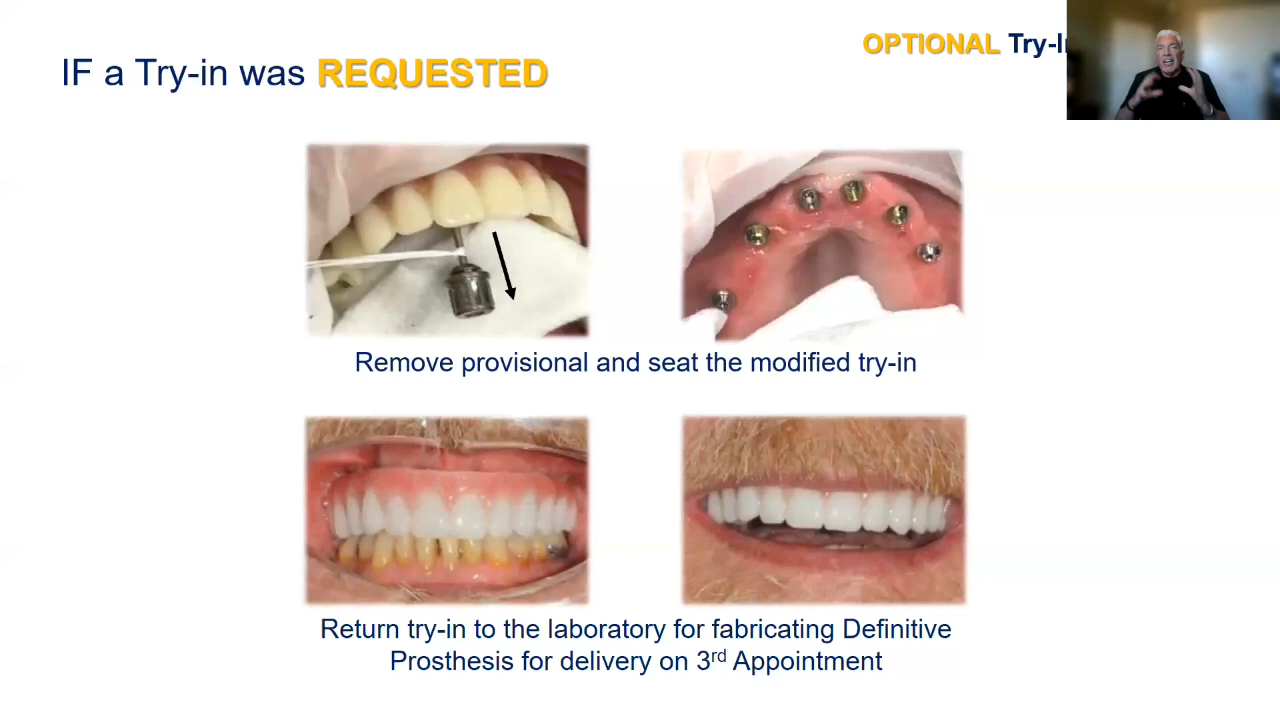 OPTIONAL
IF a Try-in was REQUESTED
Remove provisional and seat the modified try-in
Return try-in to the laboratory for fabricating Definitive
Prosthesis for delivery on 3rd Appointment